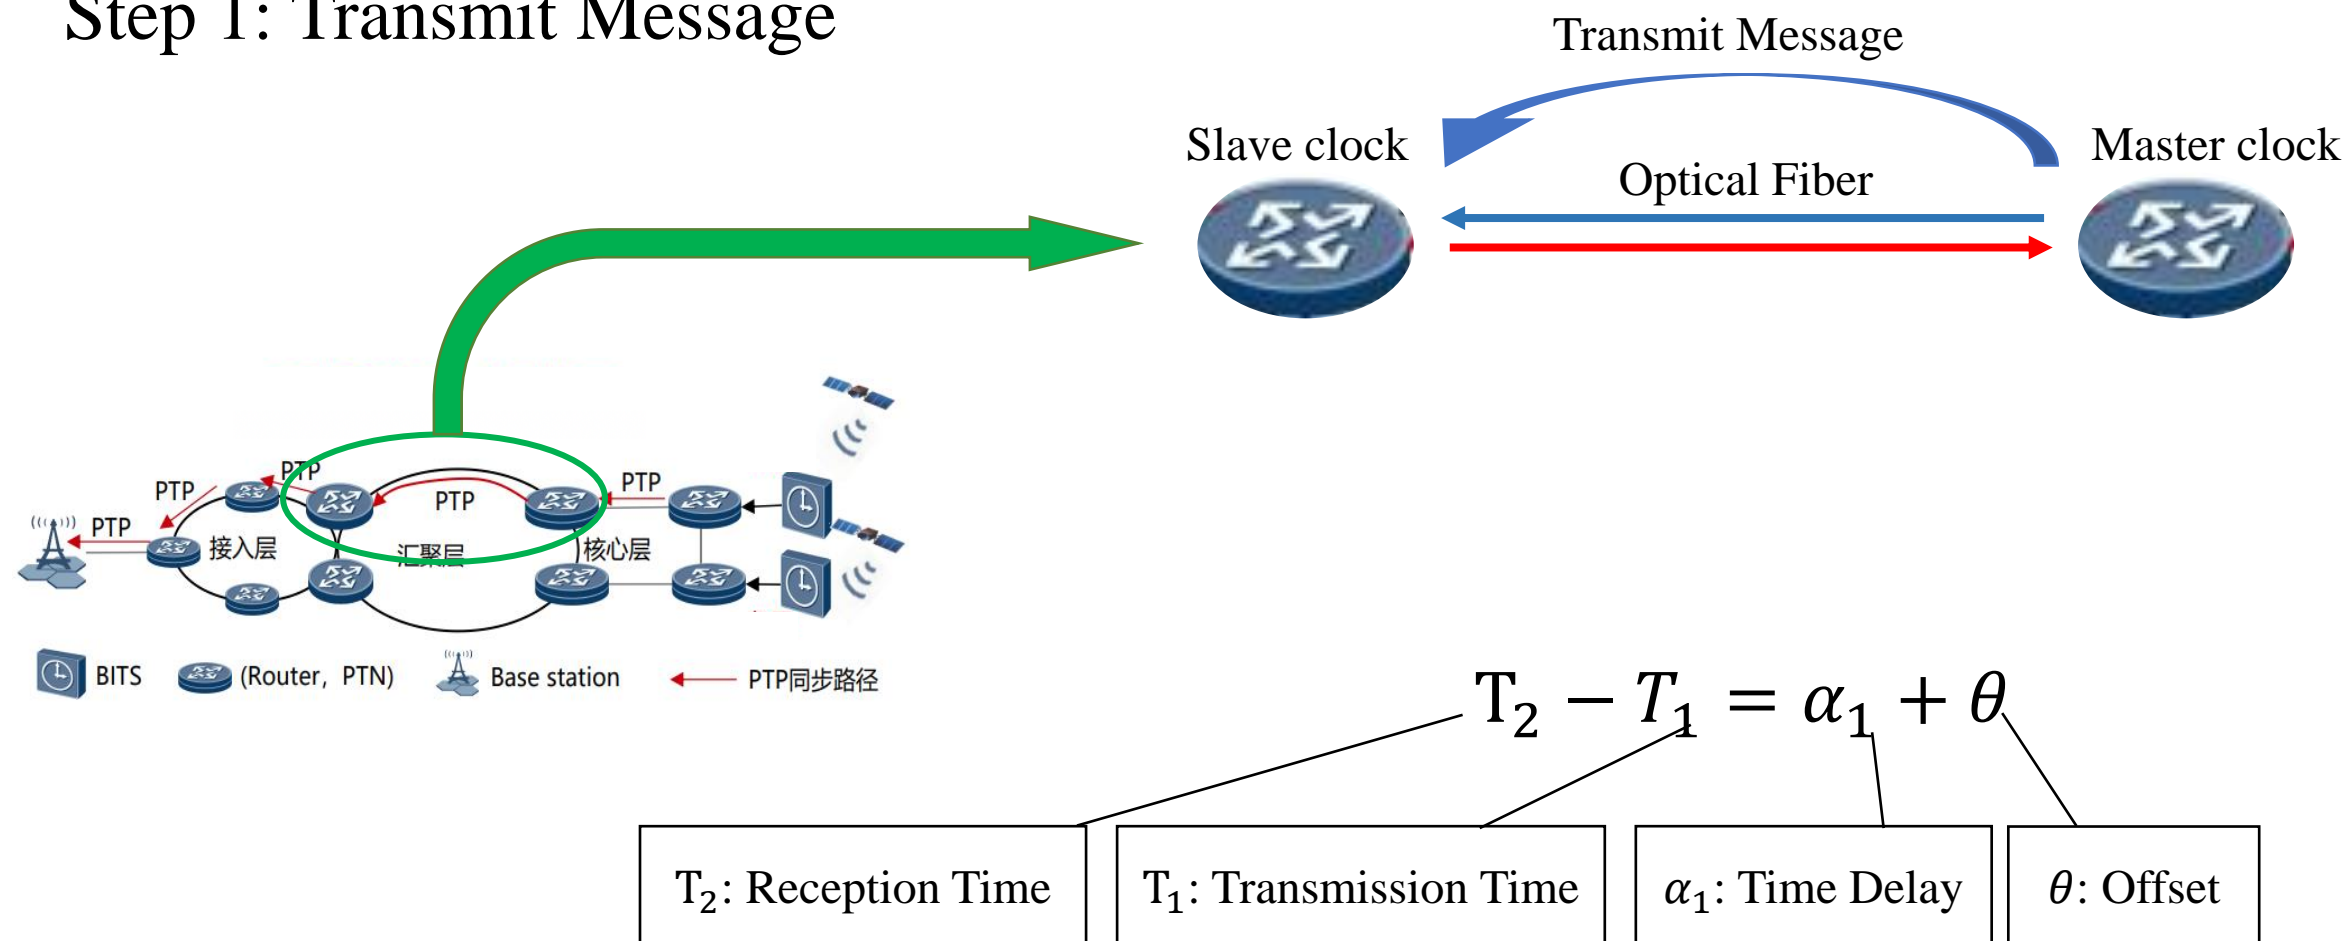 Step 1: Transmit Message
Transmit Message
Slave clock
Master clock
Optical Fiber
PTP
PTP
PTP
PTP
PTP
接入层
汇聚层
核心层
BITS
(Router, PTN)
Base station
PTP同步路径
T₂ − T₁ = α₁ + θ
T₂: Reception Time
T₁: Transmission Time
α₁: Time Delay
θ: Offset